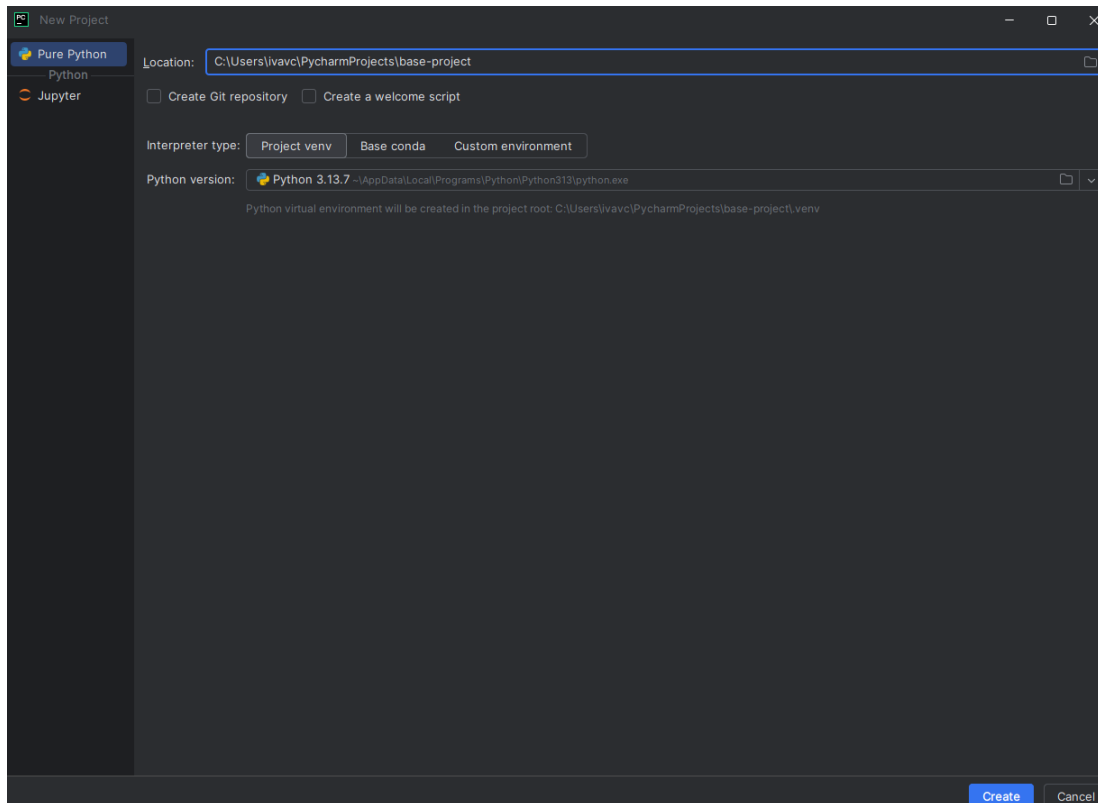 PC New Project
Pure Python
Python
Jupyter
Location: C:\Users\ivavc\PycharmProjects\base-project
Create Git repository Create a welcome script
Interpreter type: Project venv Base conda Custom environment
Python version: Python 3.13.7 ~\AppData\Local\Programs\Python\Python313\python.exe
Python virtual environment will be created in the project root: C:\Users\ivavc\PycharmProjects\base-project\.venv
Create Cancel